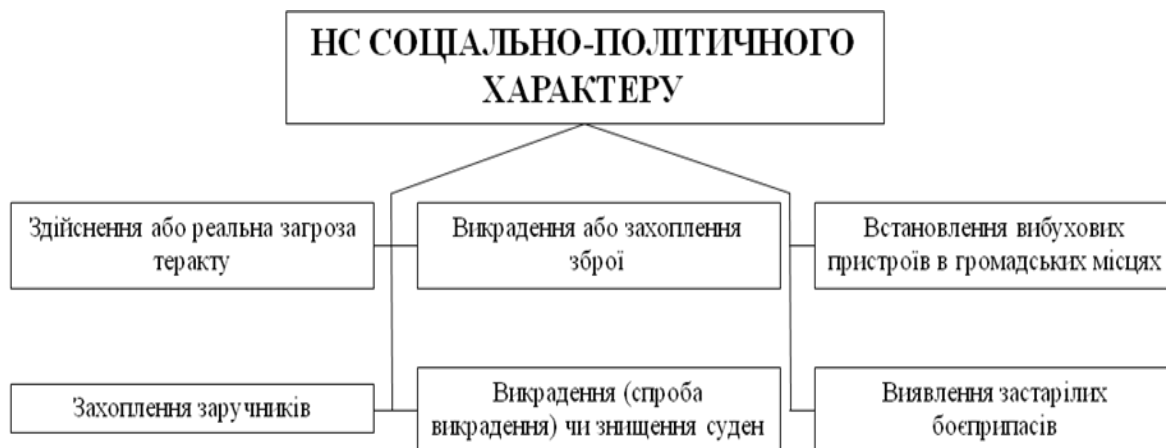 НС СОЦІАЛЬНО-ПОЛІТИЧНОГО
ХАРАКТЕРУ
Здійснення або реальна загроза
теракту
Викрадення або захоплення
зброї
Встановлення вибухових
пристроїв в громадських місцях
Захоплення заручників
Викрадення (спроба
викрадення) чи знищення суден
Виявлення застарілих
боєприпасів